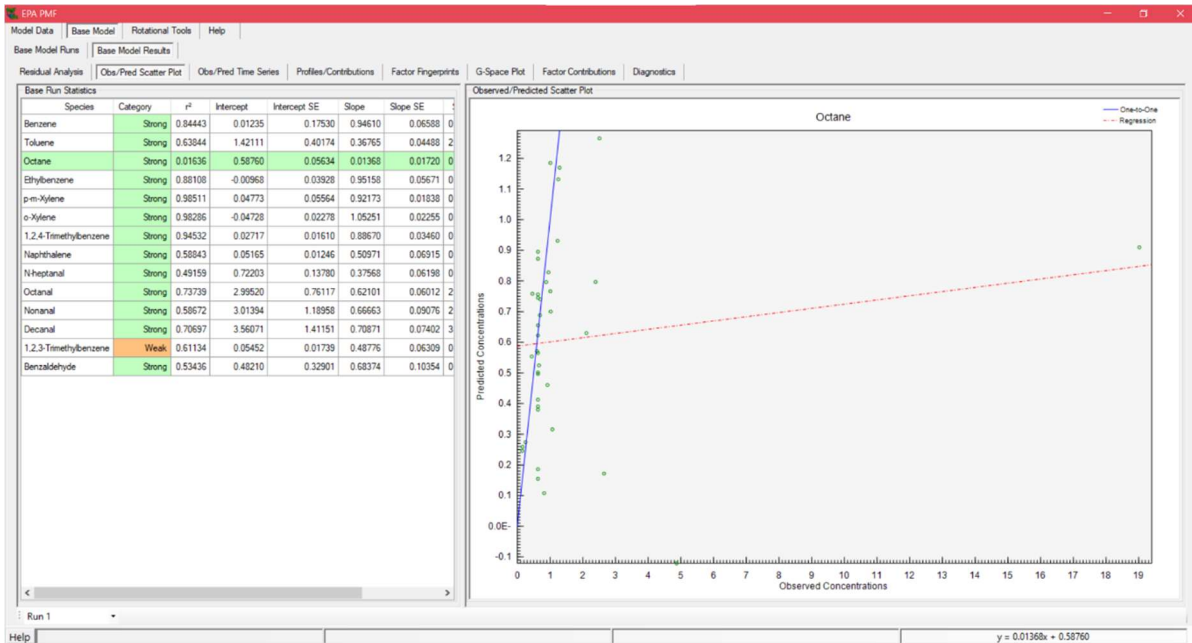 EPA PMF
Model Data Base Model Rotational Tools Help
Base Model Runs Base Model Results
Residual Analysis Obs/Pred Scatter Plot Obs/Pred Time Series Profiles/Contributions Factor Fingerprints G-Space Plot Factor Contributions Diagnostics
Base Run Statistics
Species Category r² Intercept Intercept SE Slope Slope SE
Benzene Strong 0.84443 0.01235 0.17530 0.94610 0.06588 0
Toluene Strong 0.63844 1.42111 0.40174 0.36765 0.04488 2
Octane Strong 0.01636 0.58760 0.05634 0.01368 0.01720 0
Ethylbenzene Strong 0.88108 -0.00968 0.03928 0.95158 0.05671 0
p-m-Xylene Strong 0.98511 0.04773 0.05564 0.92173 0.01838 0
o-Xylene Strong 0.98286 -0.04728 0.02278 1.05251 0.02255 0
1,2,4-Trimethylbenzene Strong 0.94532 0.02717 0.01610 0.88670 0.03460 0
Naphthalene Strong 0.58843 0.05165 0.01246 0.50971 0.06915 0
N-heptanal Strong 0.49159 0.72203 0.13780 0.37568 0.06198 0
Octanal Strong 0.73739 2.99520 0.76117 0.62101 0.06012 2
Nonanal Strong 0.58672 3.01394 1.18958 0.66663 0.09076 2
Decanal Strong 0.70697 3.56071 1.41151 0.70871 0.07402 3
1,2,3-Trimethylbenzene Weak 0.61134 0.05452 0.01739 0.48776 0.06309 0
Benzaldehyde Strong 0.53436 0.48210 0.32901 0.68374 0.10354 0
Observed/Predicted Scatter Plot
Octane
One-to-One
Regression
Predicted Concentrations
1.2
1.1
1.0
0.9
0.8
0.7
0.6
0.5
0.4
0.3
0.2
0.1
0.0E-
-0.1
0 1 2 3 4 5 6 7 8 9 10 11 12 13 14 15 16 17 18 19
Observed Concentrations
Run 1
Help
y = 0.01368x + 0.58760